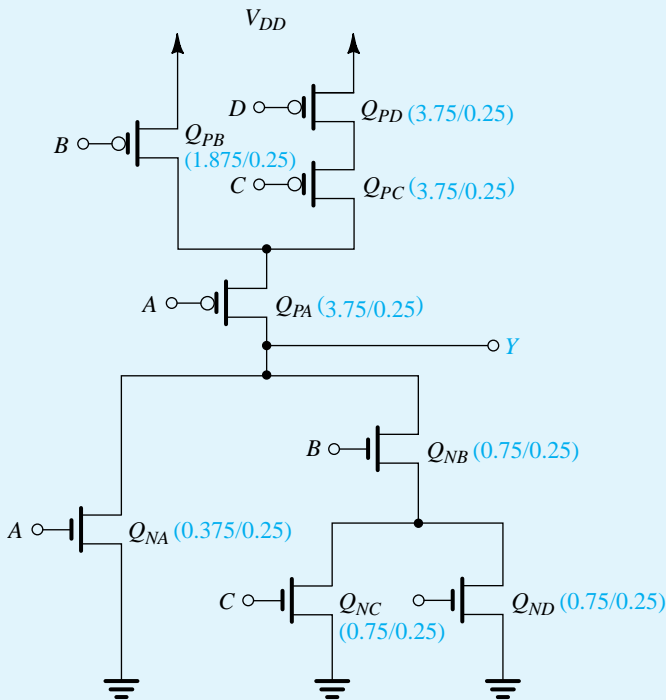 V_DD
D Q_PD (3.75/0.25)
B Q_PB
(1.875/0.25)
C Q_PC (3.75/0.25)
A Q_PA (3.75/0.25)
Y
B Q_NB (0.75/0.25)
A Q_NA (0.375/0.25)
C Q_NC
(0.75/0.25)
Q_ND (0.75/0.25)